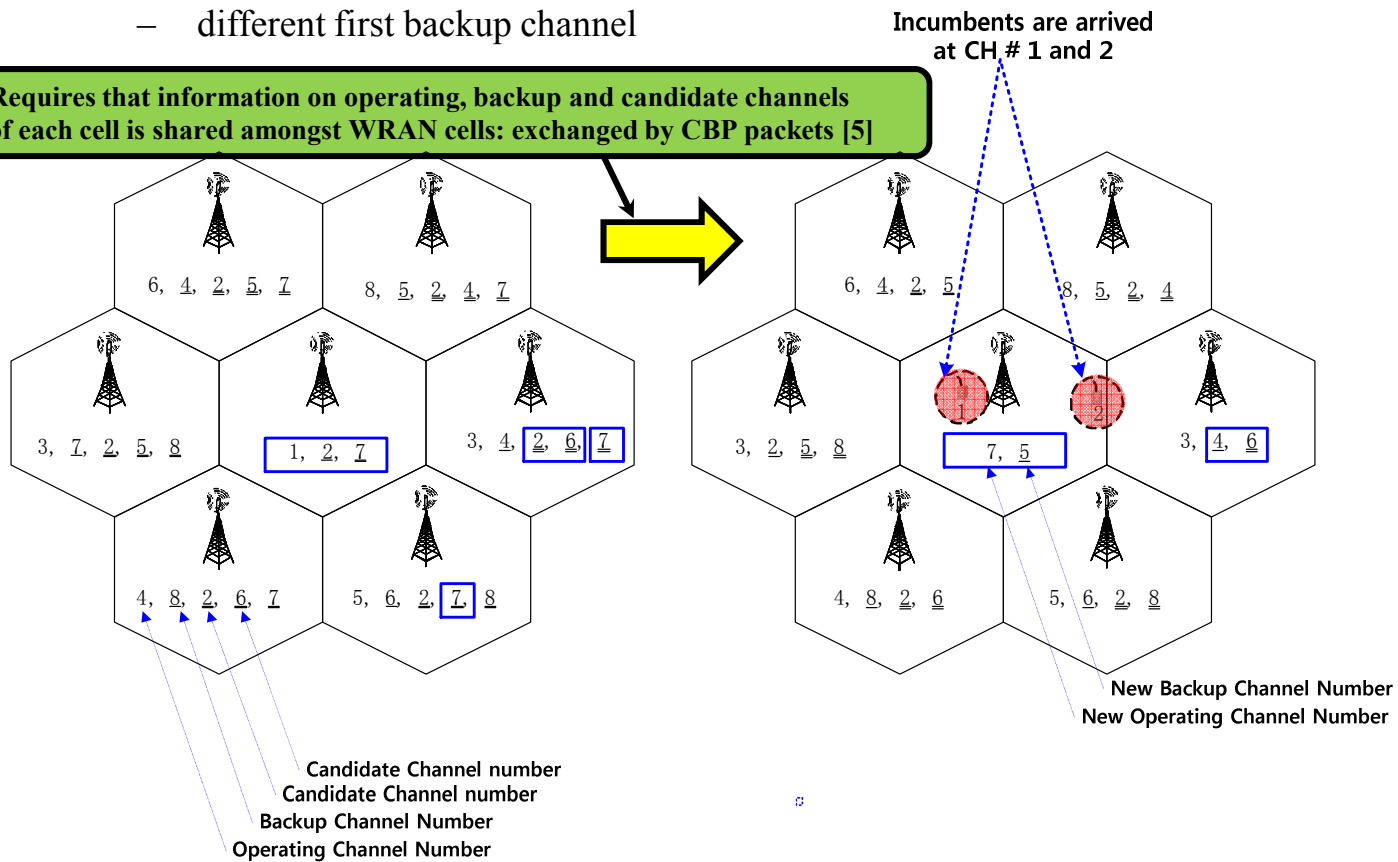 – different first backup channel
Incumbents are arrived
at CH # 1 and 2
Requires that information on operating, backup and candidate channels
of each cell is shared amongst WRAN cells: exchanged by CBP packets [5]
6, 4, 2, 5, 7
8, 5, 2, 4, 7
6, 4, 2, 5
8, 5, 2, 4
3, 7, 2, 5, 8
1, 2, 7
3, 4, 2, 6, 7
1
2
3, 2, 5, 8
7, 5
3, 4, 6
4, 8, 2, 6, 7
5, 6, 2, 7, 8
4, 8, 2, 6
5, 6, 2, 8
New Backup Channel Number
New Operating Channel Number
Candidate Channel number
Candidate Channel number
Backup Channel Number
Operating Channel Number